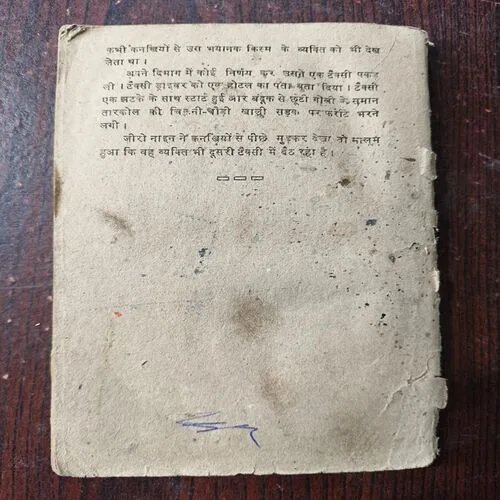 कभी कनखियों से उस भयानक किस्म के व्यक्ति को भी देख
लेता था।
अपने दिमाग में कोई निर्णय कर उसने एक टैक्सी पकड़
ली। टैक्सी ड्राइवर को एक होटल का पता बता दिया। टैक्सी
एक झटके के साथ स्टार्ट हुई और बंदूक से छूटी गोली के समान
तारकोल की चिकनी-चौड़ी खाली सड़क पर फर्राटे भरने
लगी।
जीरो नाइन ने कनखियों से पीछे मुड़कर देखा तो मालूम
हुआ कि वह व्यक्ति भी दूसरी टैक्सी में बैठ रहा है।